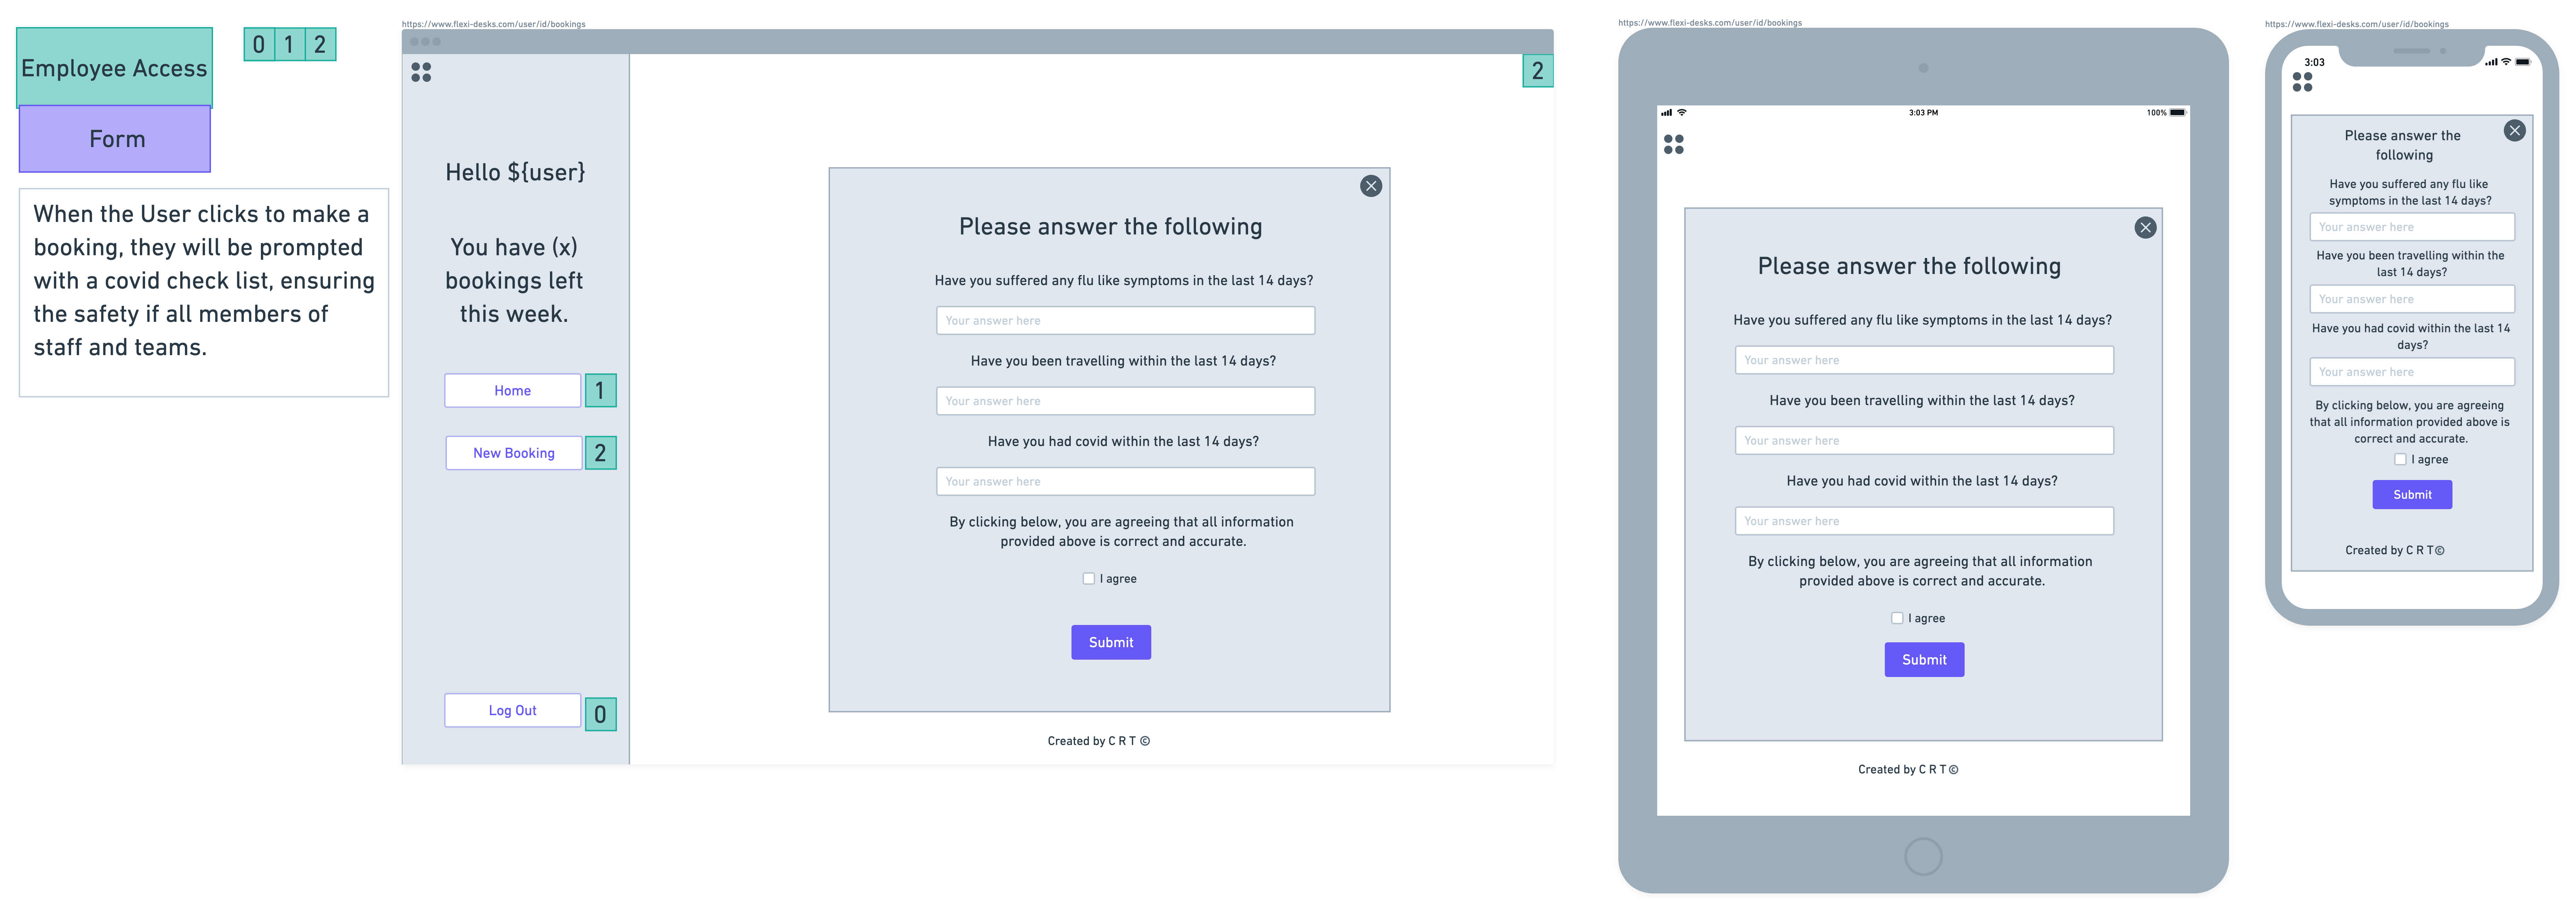 Employee Access
Form
0 1 2
When the User clicks to make a
booking, they will be prompted
with a covid check list, ensuring
the safety if all members of
staff and teams.
https://www.flexi-desks.com/user/id/bookings
2
Hello ${user}
You have (x)
bookings left
this week.
Home 1
New Booking 2
Log Out 0
Please answer the following
Have you suffered any flu like symptoms in the last 14 days?
Your answer here
Have you been travelling within the last 14 days?
Your answer here
Have you had covid within the last 14 days?
Your answer here
By clicking below, you are agreeing that all information
provided above is correct and accurate.
I agree
Submit
Created by C R T ©
https://www.flexi-desks.com/user/id/bookings
3:03 PM
100%
Please answer the following
Have you suffered any flu like symptoms in the last 14 days?
Your answer here
Have you been travelling within the last 14 days?
Your answer here
Have you had covid within the last 14 days?
Your answer here
By clicking below, you are agreeing that all information
provided above is correct and accurate.
I agree
Submit
Created by C R T ©
https://www.flexi-desks.com/user/id/bookings
3:03
Please answer the
following
Have you suffered any flu like
symptoms in the last 14 days?
Your answer here
Have you been travelling within the
last 14 days?
Your answer here
Have you had covid within the last 14
days?
Your answer here
By clicking below, you are agreeing
that all information provided above is
correct and accurate.
I agree
Submit
Created by C R T ©